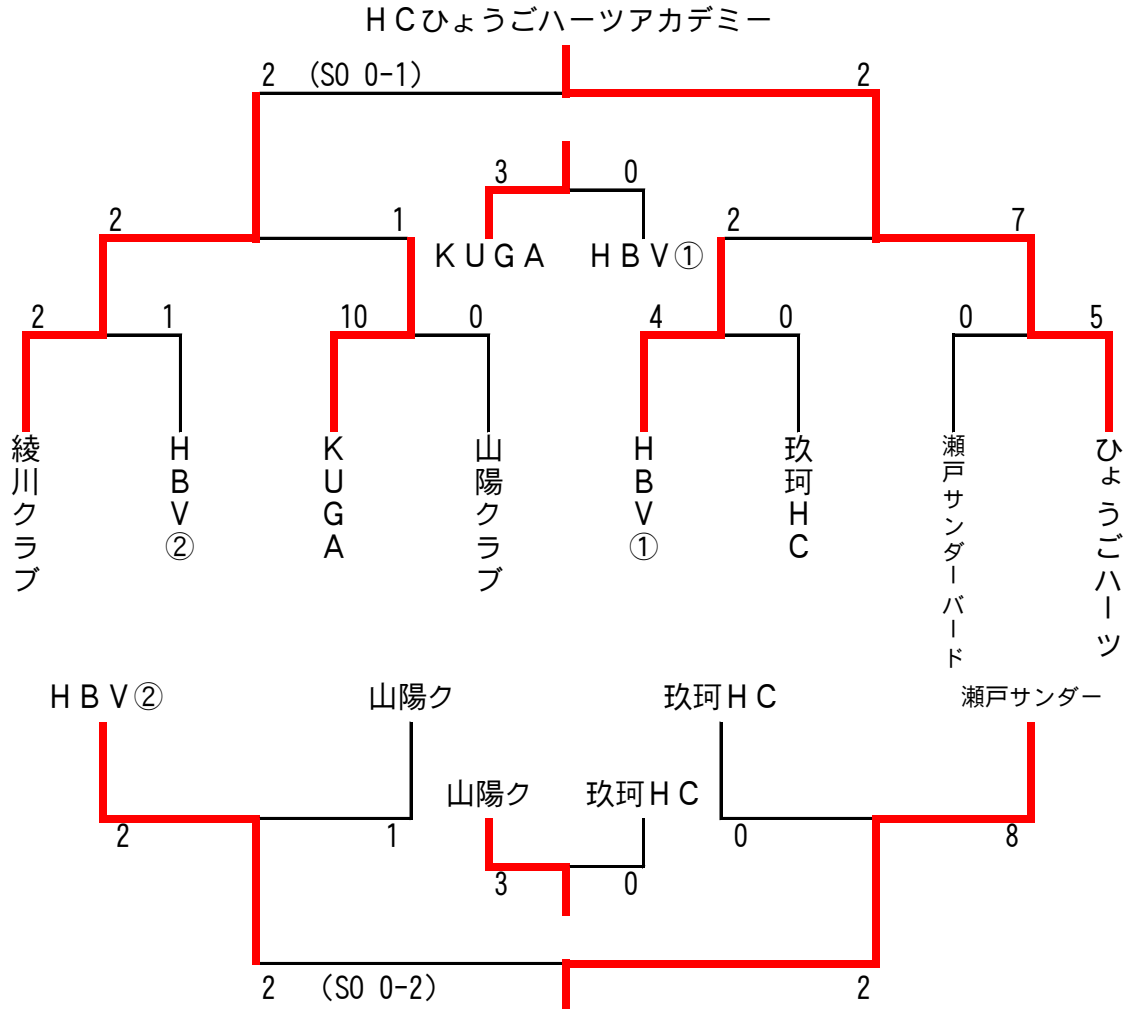 ＨＣひょうごハーツアカデミー
2 (SO 0-1) 2
3 0
2 1 2 7
ＫＵＧＡ ＨＢＶ①
2 1 10 0 4 0 0 5
綾川クラブ
ＨＢＶ②
ＫＵＧＡ
山陽クラブ
ＨＢＶ①
玖珂ＨＣ
瀬戸サンダーバード
ひょうごハーツ
ＨＢＶ② 山陽ク 玖珂ＨＣ 瀬戸サンダー
山陽ク 玖珂ＨＣ
2 1 0 8
3 0
2 (SO 0-2) 2